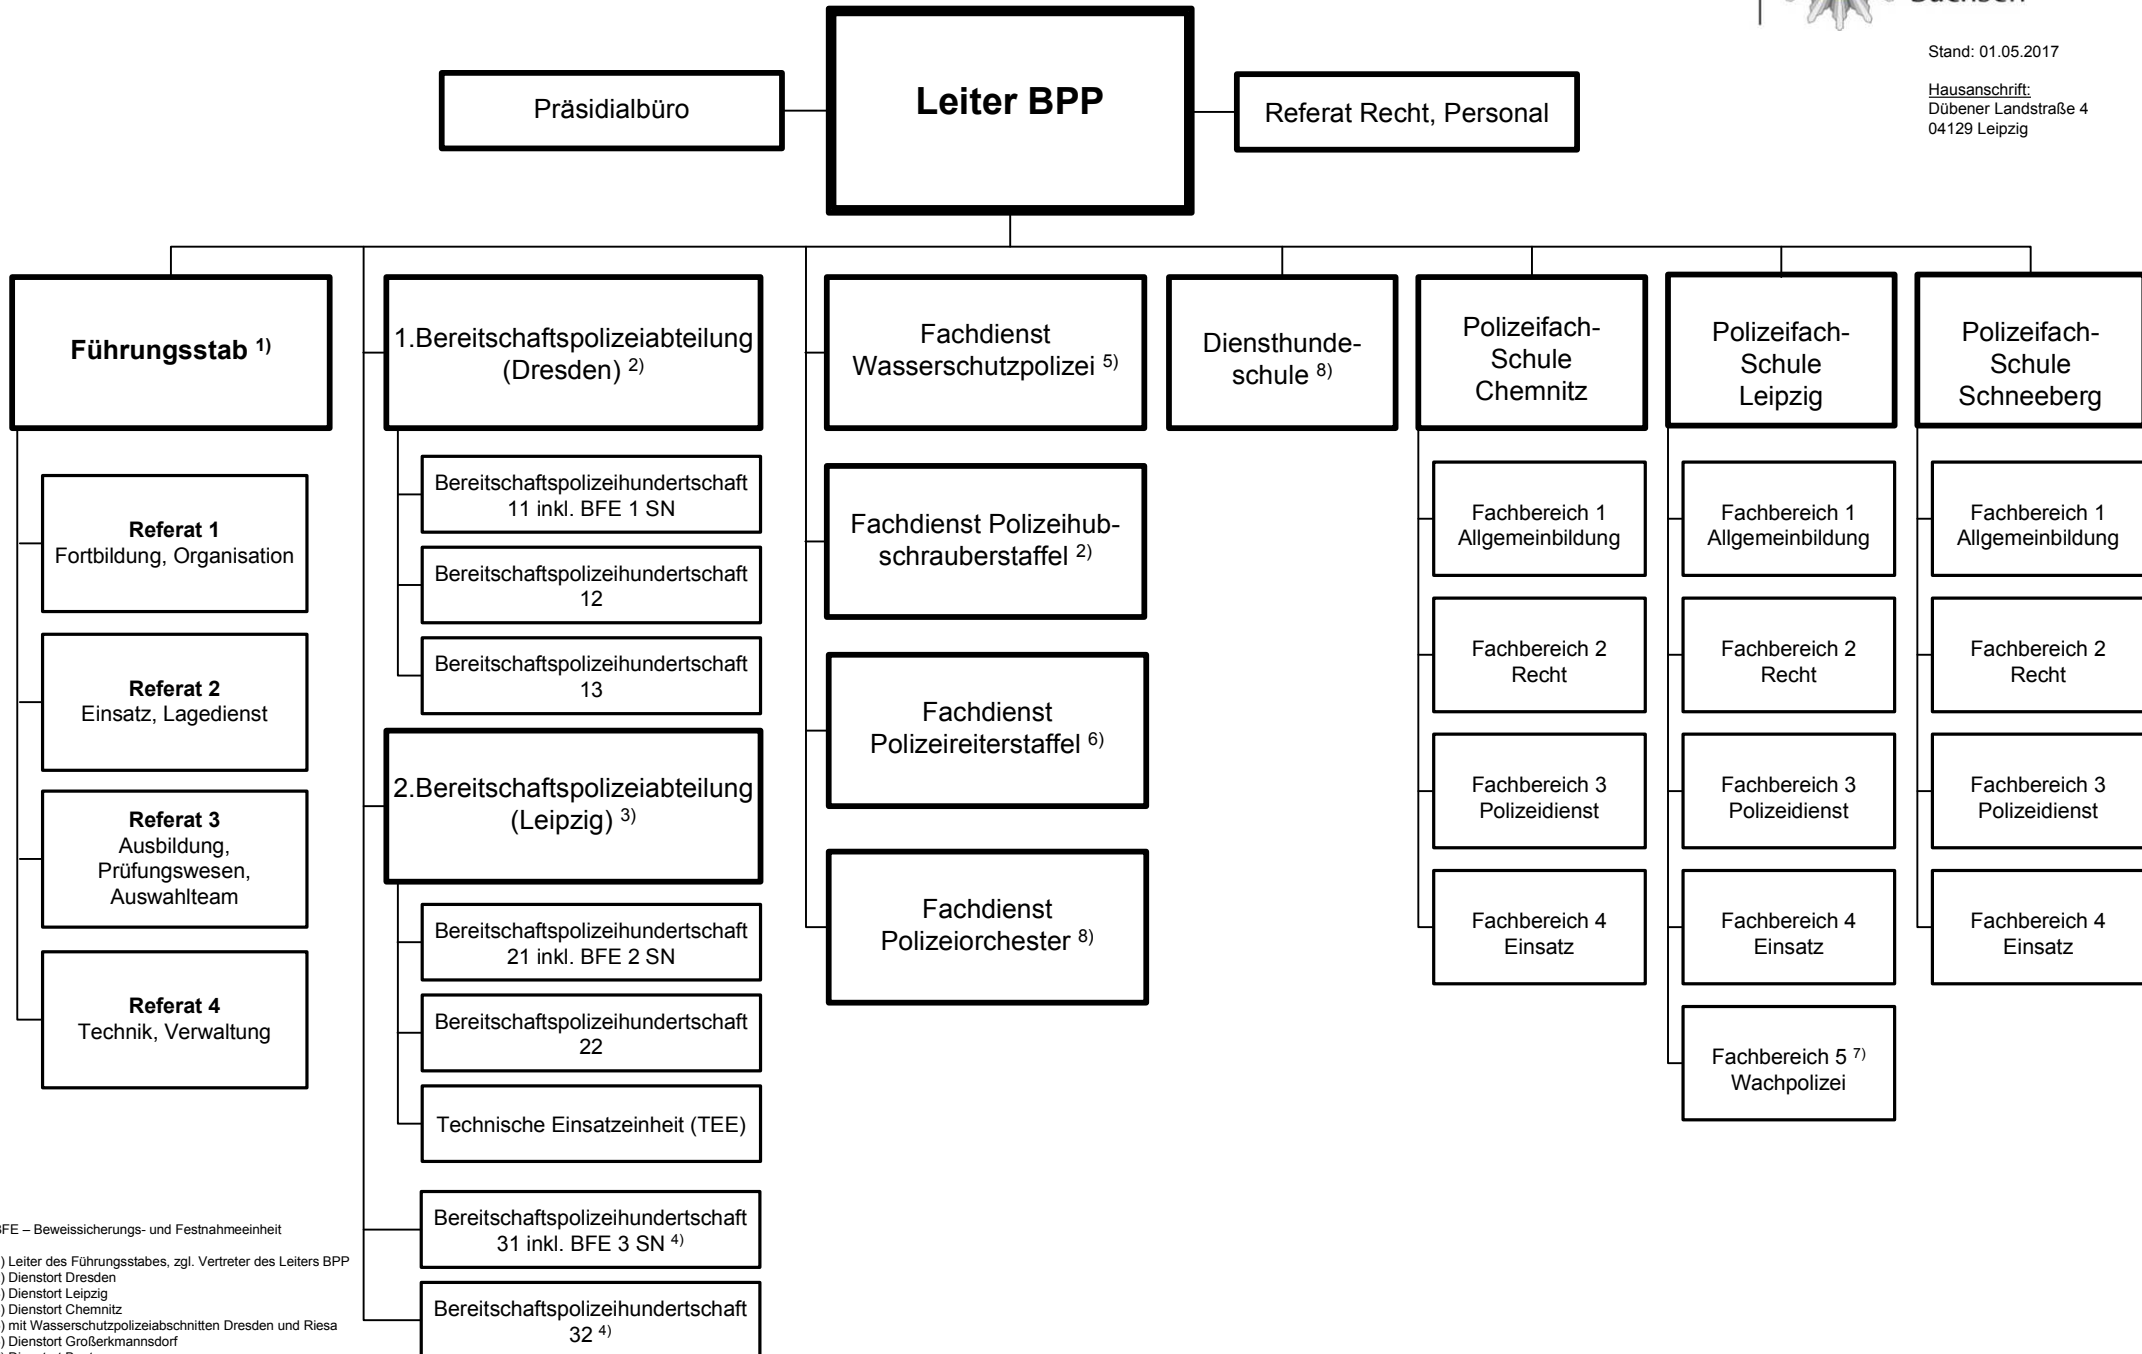 Stand: 01.05.2017
Hausanschrift:
Dübener Landstraße 4
04129 Leipzig
Leiter BPP
Präsidialbüro
Referat Recht, Personal
Führungsstab 1)
Referat 1
Fortbildung, Organisation
Referat 2
Einsatz, Lagedienst
Referat 3
Ausbildung,
Prüfungswesen,
Auswahlteam
Referat 4
Technik, Verwaltung
1.Bereitschaftspolizeiabteilung
(Dresden) 2)
Bereitschaftspolizeihundertschaft
11 inkl. BFE 1 SN
Bereitschaftspolizeihundertschaft
12
Bereitschaftspolizeihundertschaft
13
2.Bereitschaftspolizeiabteilung
(Leipzig) 3)
Bereitschaftspolizeihundertschaft
21 inkl. BFE 2 SN
Bereitschaftspolizeihundertschaft
22
Technische Einsatzeinheit (TEE)
Bereitschaftspolizeihundertschaft
31 inkl. BFE 3 SN 4)
Bereitschaftspolizeihundertschaft
32 4)
Fachdienst
Wasserschutzpolizei 5)
Fachdienst Polizeihub-
schrauberstaffel 2)
Fachdienst
Polizeireiterstaffel 6)
Fachdienst
Polizeiorchester 8)
Diensthunde-
schule 8)
Polizeifach-
Schule
Chemnitz
Fachbereich 1
Allgemeinbildung
Fachbereich 2
Recht
Fachbereich 3
Polizeidienst
Fachbereich 4
Einsatz
Polizeifach-
Schule
Leipzig
Fachbereich 1
Allgemeinbildung
Fachbereich 2
Recht
Fachbereich 3
Polizeidienst
Fachbereich 4
Einsatz
Fachbereich 5 7)
Wachpolizei
Polizeifach-
Schule
Schneeberg
Fachbereich 1
Allgemeinbildung
Fachbereich 2
Recht
Fachbereich 3
Polizeidienst
Fachbereich 4
Einsatz
BFE – Beweissicherungs- und Festnahmeeinheit
) Leiter des Führungsstabes, zgl. Vertreter des Leiters BPP
) Dienstort Dresden
) Dienstort Leipzig
) Dienstort Chemnitz
) mit Wasserschutzpolizeiabschnitten Dresden und Riesa
) Dienstort Großerkmannsdorf